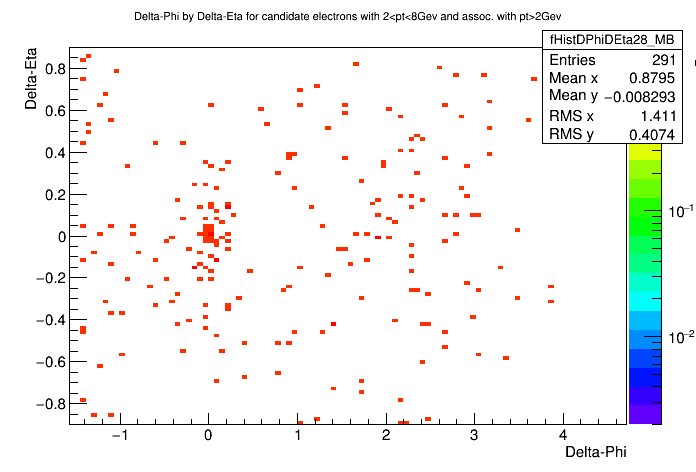 Delta-Phi by Delta-Eta for candidate electrons with 2<pt<8Gev and assoc. with pt>2Gev
fHistDPhiDEta28_MB
Entries 291
Mean x 0.8795
Mean y −0.008293
RMS x 1.411
RMS y 0.4074
Delta-Eta
0.8
0.6
0.4
0.2
0
−0.2
−0.4
−0.6
−0.8
−1 0 1 2 3 4
Delta-Phi
10−1
10−2